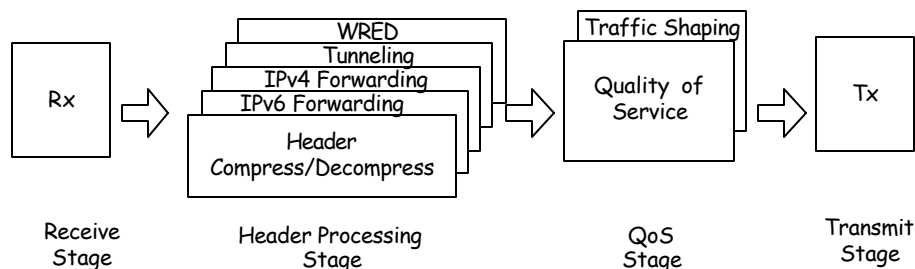 WRED
Tunneling
IPv4 Forwarding
IPv6 Forwarding
Header
Compress/Decompress
Rx
Traffic Shaping
Quality of
Service
Tx
Receive
Stage
Header Processing
Stage
QoS
Stage
Transmit
Stage